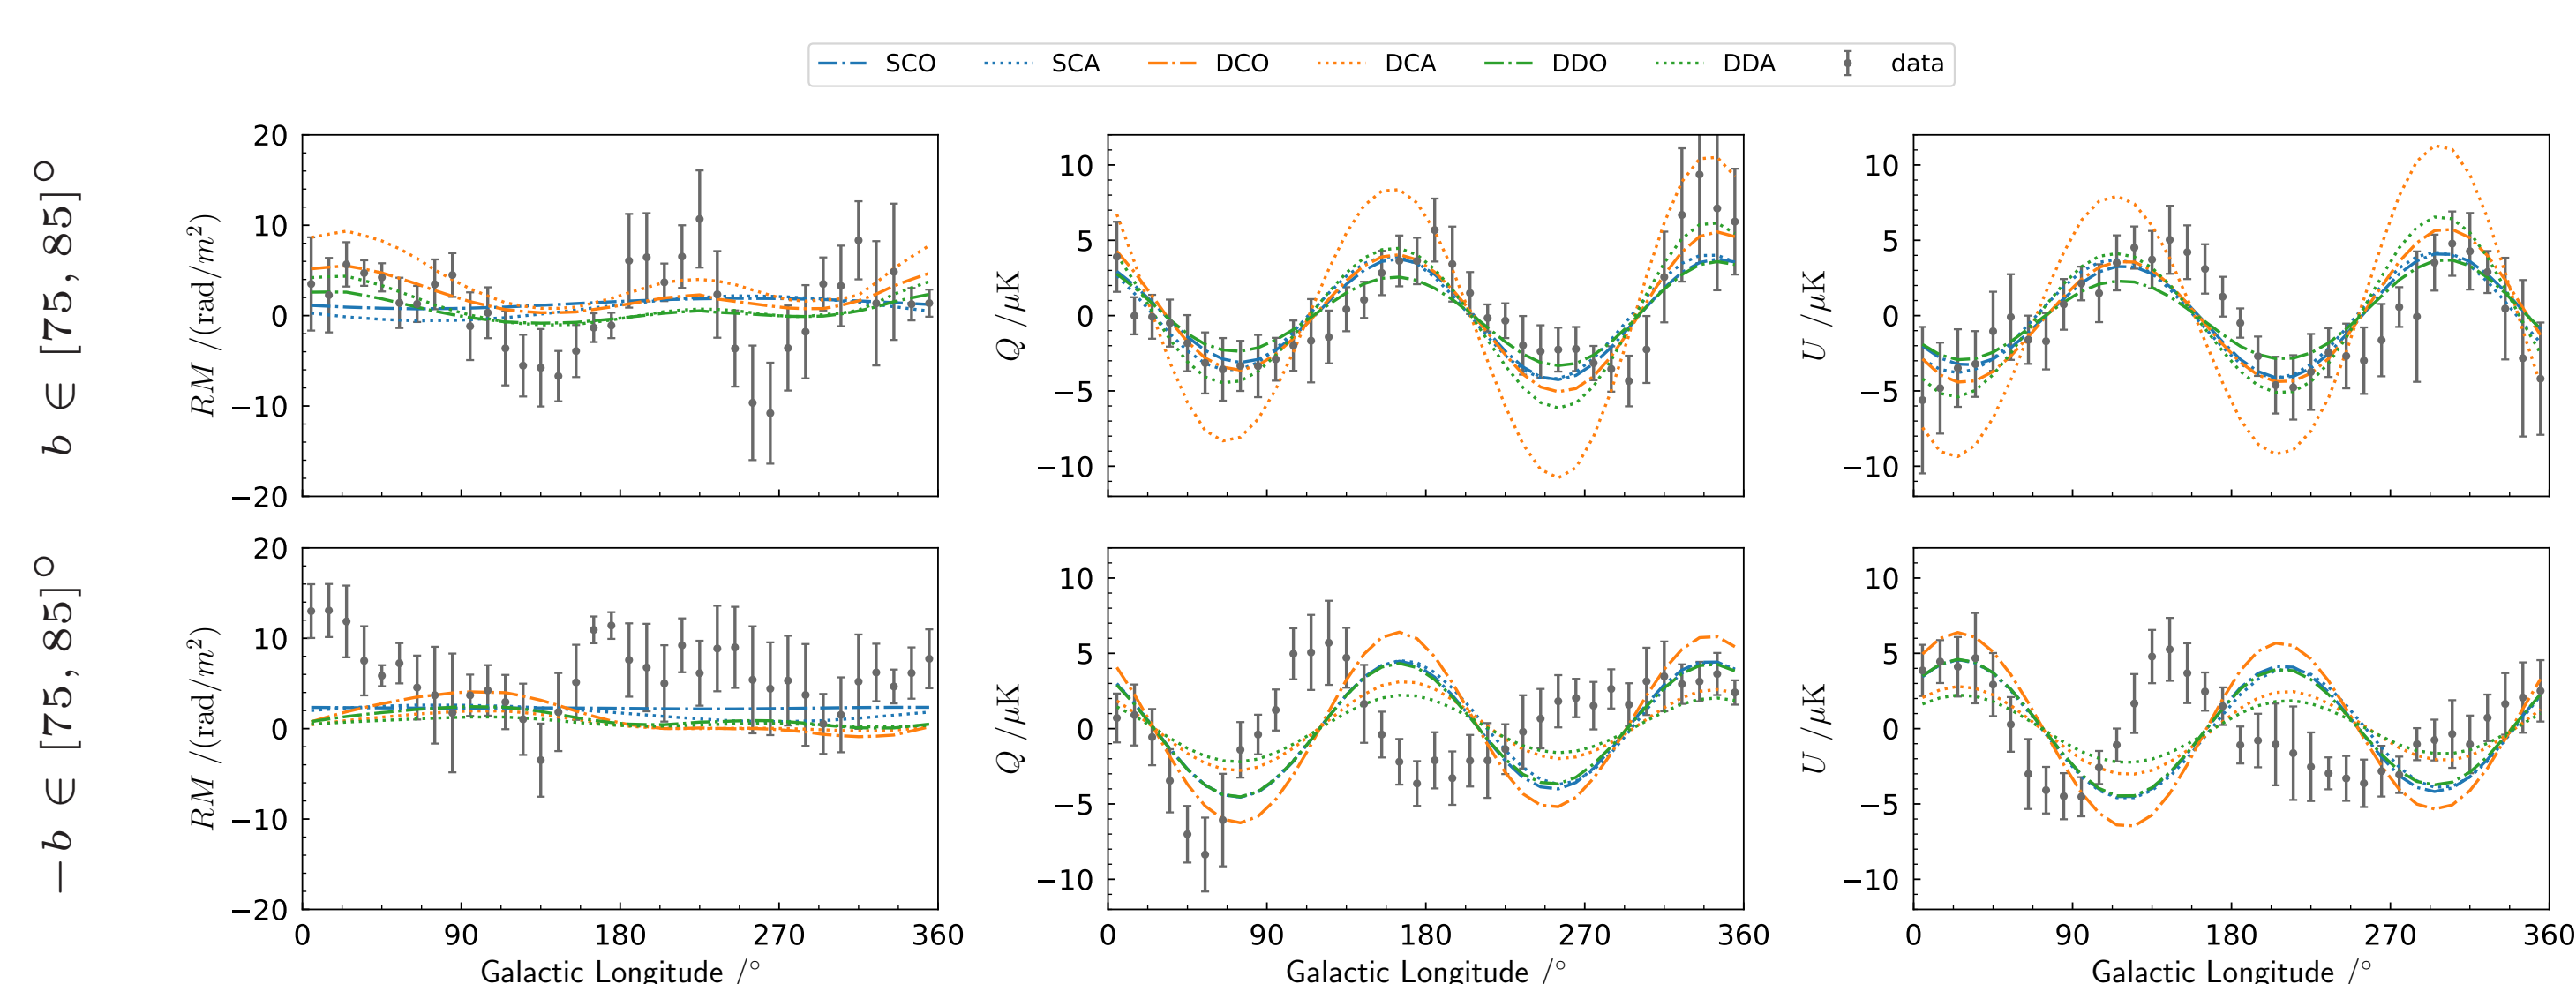 SCO SCA DCO DCA DDO DDA data
b ∈ [75, 85]°
RM /(rad/m²)
20
10
0
−10
−20
Q /μK
10
5
0
−5
−10
U /μK
10
5
0
−5
−10
−b ∈ [75, 85]°
RM /(rad/m²)
20
10
0
−10
−20
0 90 180 270 360
Galactic Longitude /°
Q /μK
10
5
0
−5
−10
0 90 180 270 360
Galactic Longitude /°
U /μK
10
5
0
−5
−10
0 90 180 270 360
Galactic Longitude /°